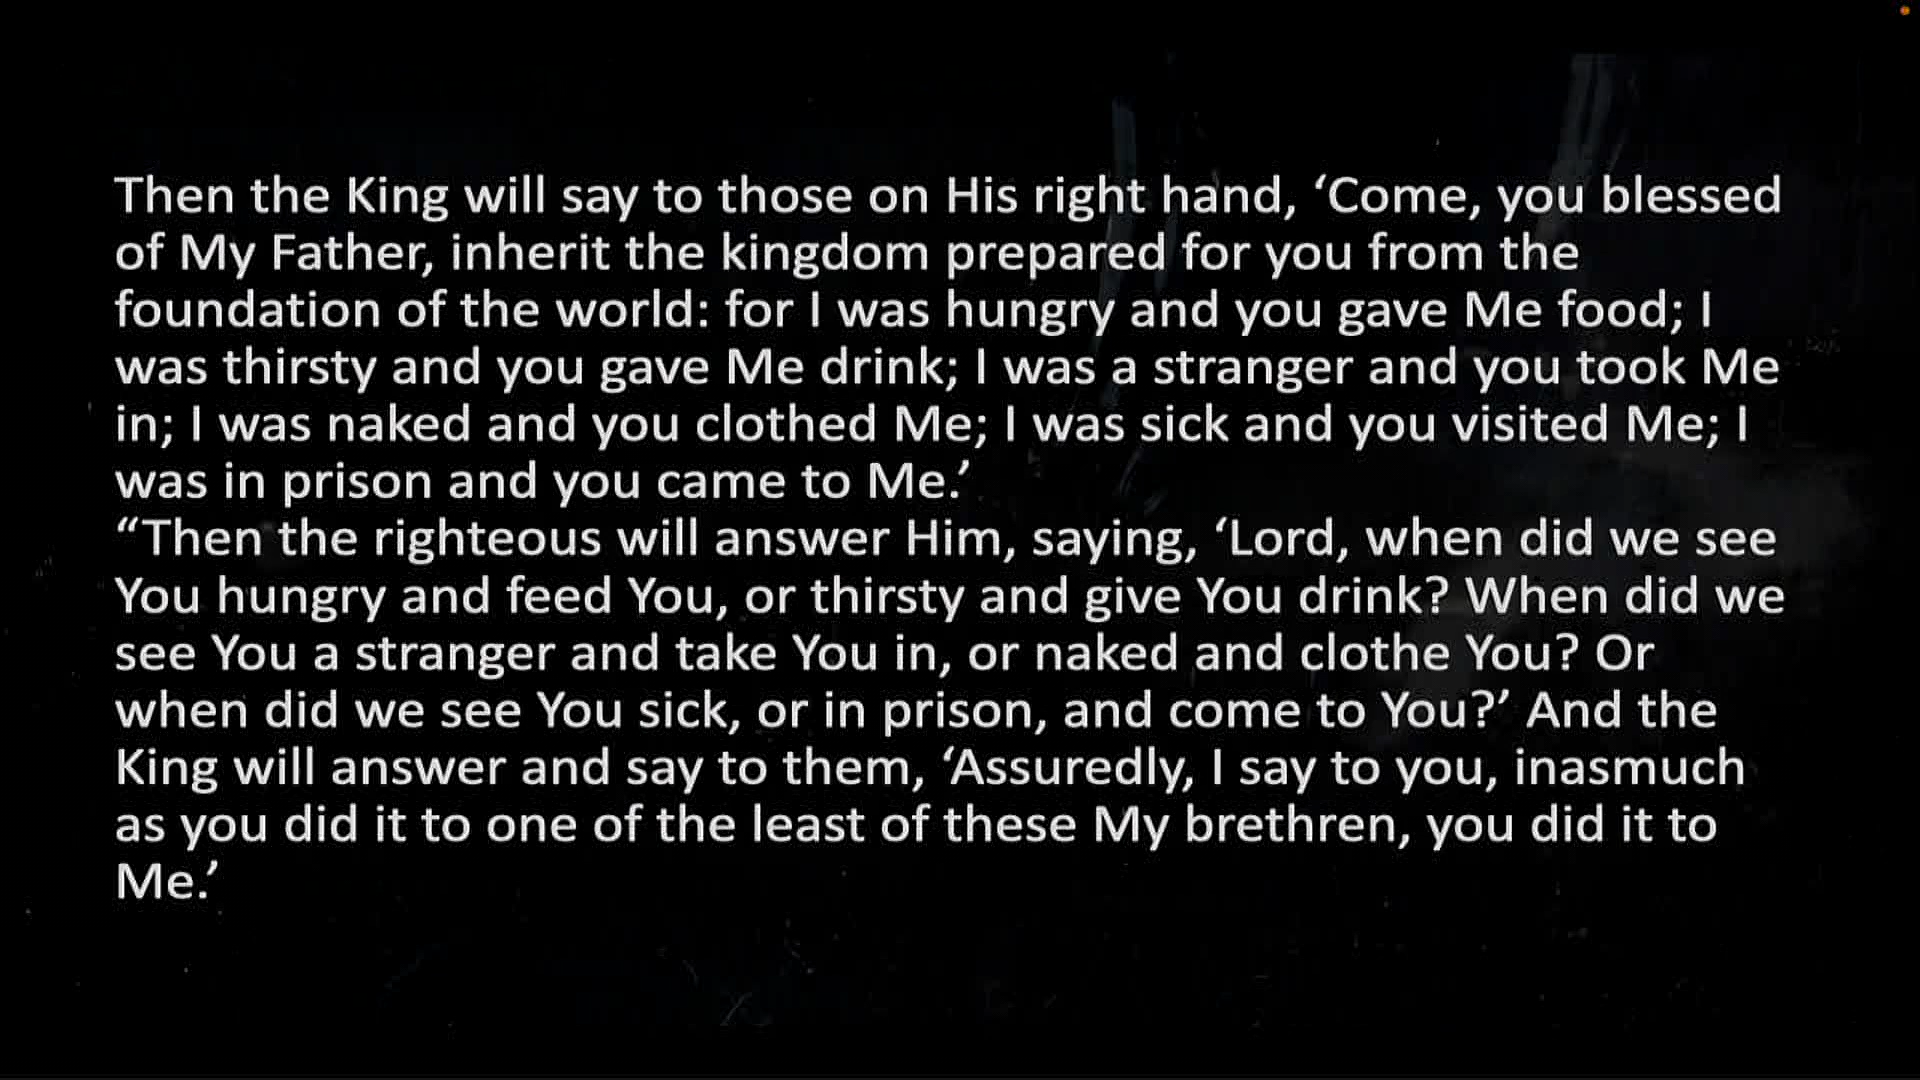 Then the King will say to those on His right hand, ‘Come, you blessed
of My Father, inherit the kingdom prepared for you from the
foundation of the world: for I was hungry and you gave Me food; I
was thirsty and you gave Me drink; I was a stranger and you took Me
in; I was naked and you clothed Me; I was sick and you visited Me; I
was in prison and you came to Me.’
“Then the righteous will answer Him, saying, ‘Lord, when did we see
You hungry and feed You, or thirsty and give You drink? When did we
see You a stranger and take You in, or naked and clothe You? Or
when did we see You sick, or in prison, and come to You?’ And the
King will answer and say to them, ‘Assuredly, I say to you, inasmuch
as you did it to one of the least of these My brethren, you did it to
Me.’